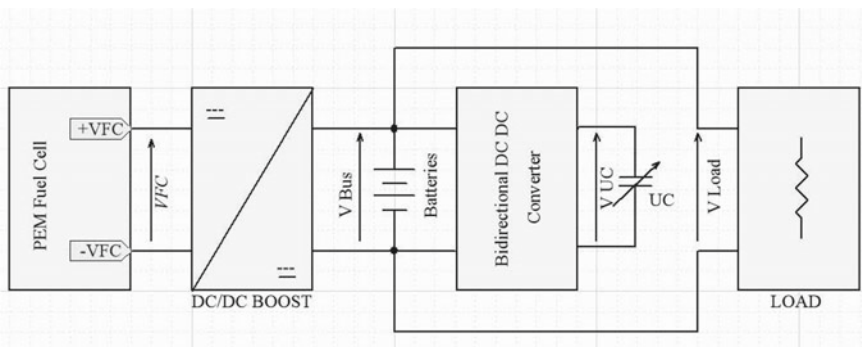 PEM Fuel Cell
+VFC
-VFC
VFC
DC/DC BOOST
V Bus
Batteries
Bidirectional DC DC
Converter
V UC
UC
V Load
LOAD